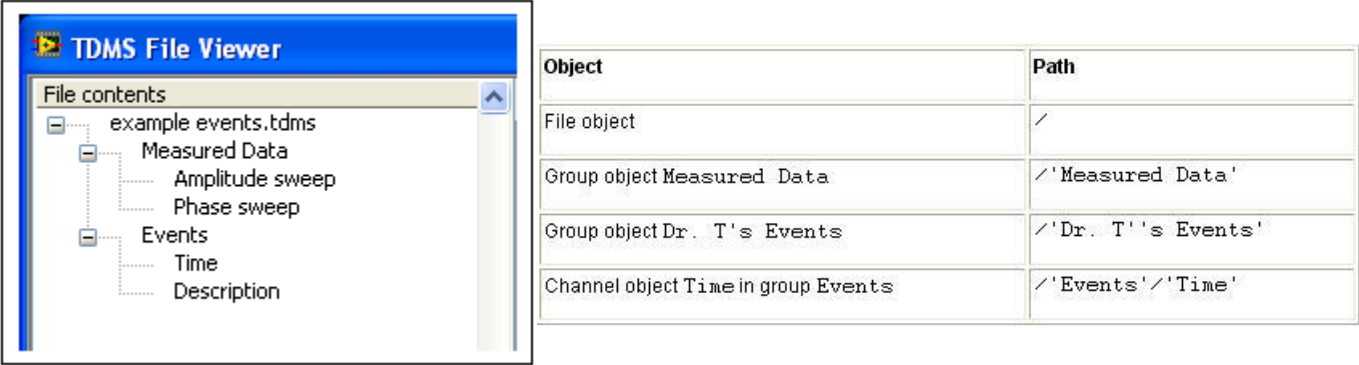 TDMS File Viewer
File contents
example events.tdms
Measured Data
Amplitude sweep
Phase sweep
Events
Time
Description
Object Path
File object /
Group object Measured Data /'Measured Data'
Group object Dr. T's Events /'Dr. T''s Events'
Channel object Time in group Events /'Events'/'Time'